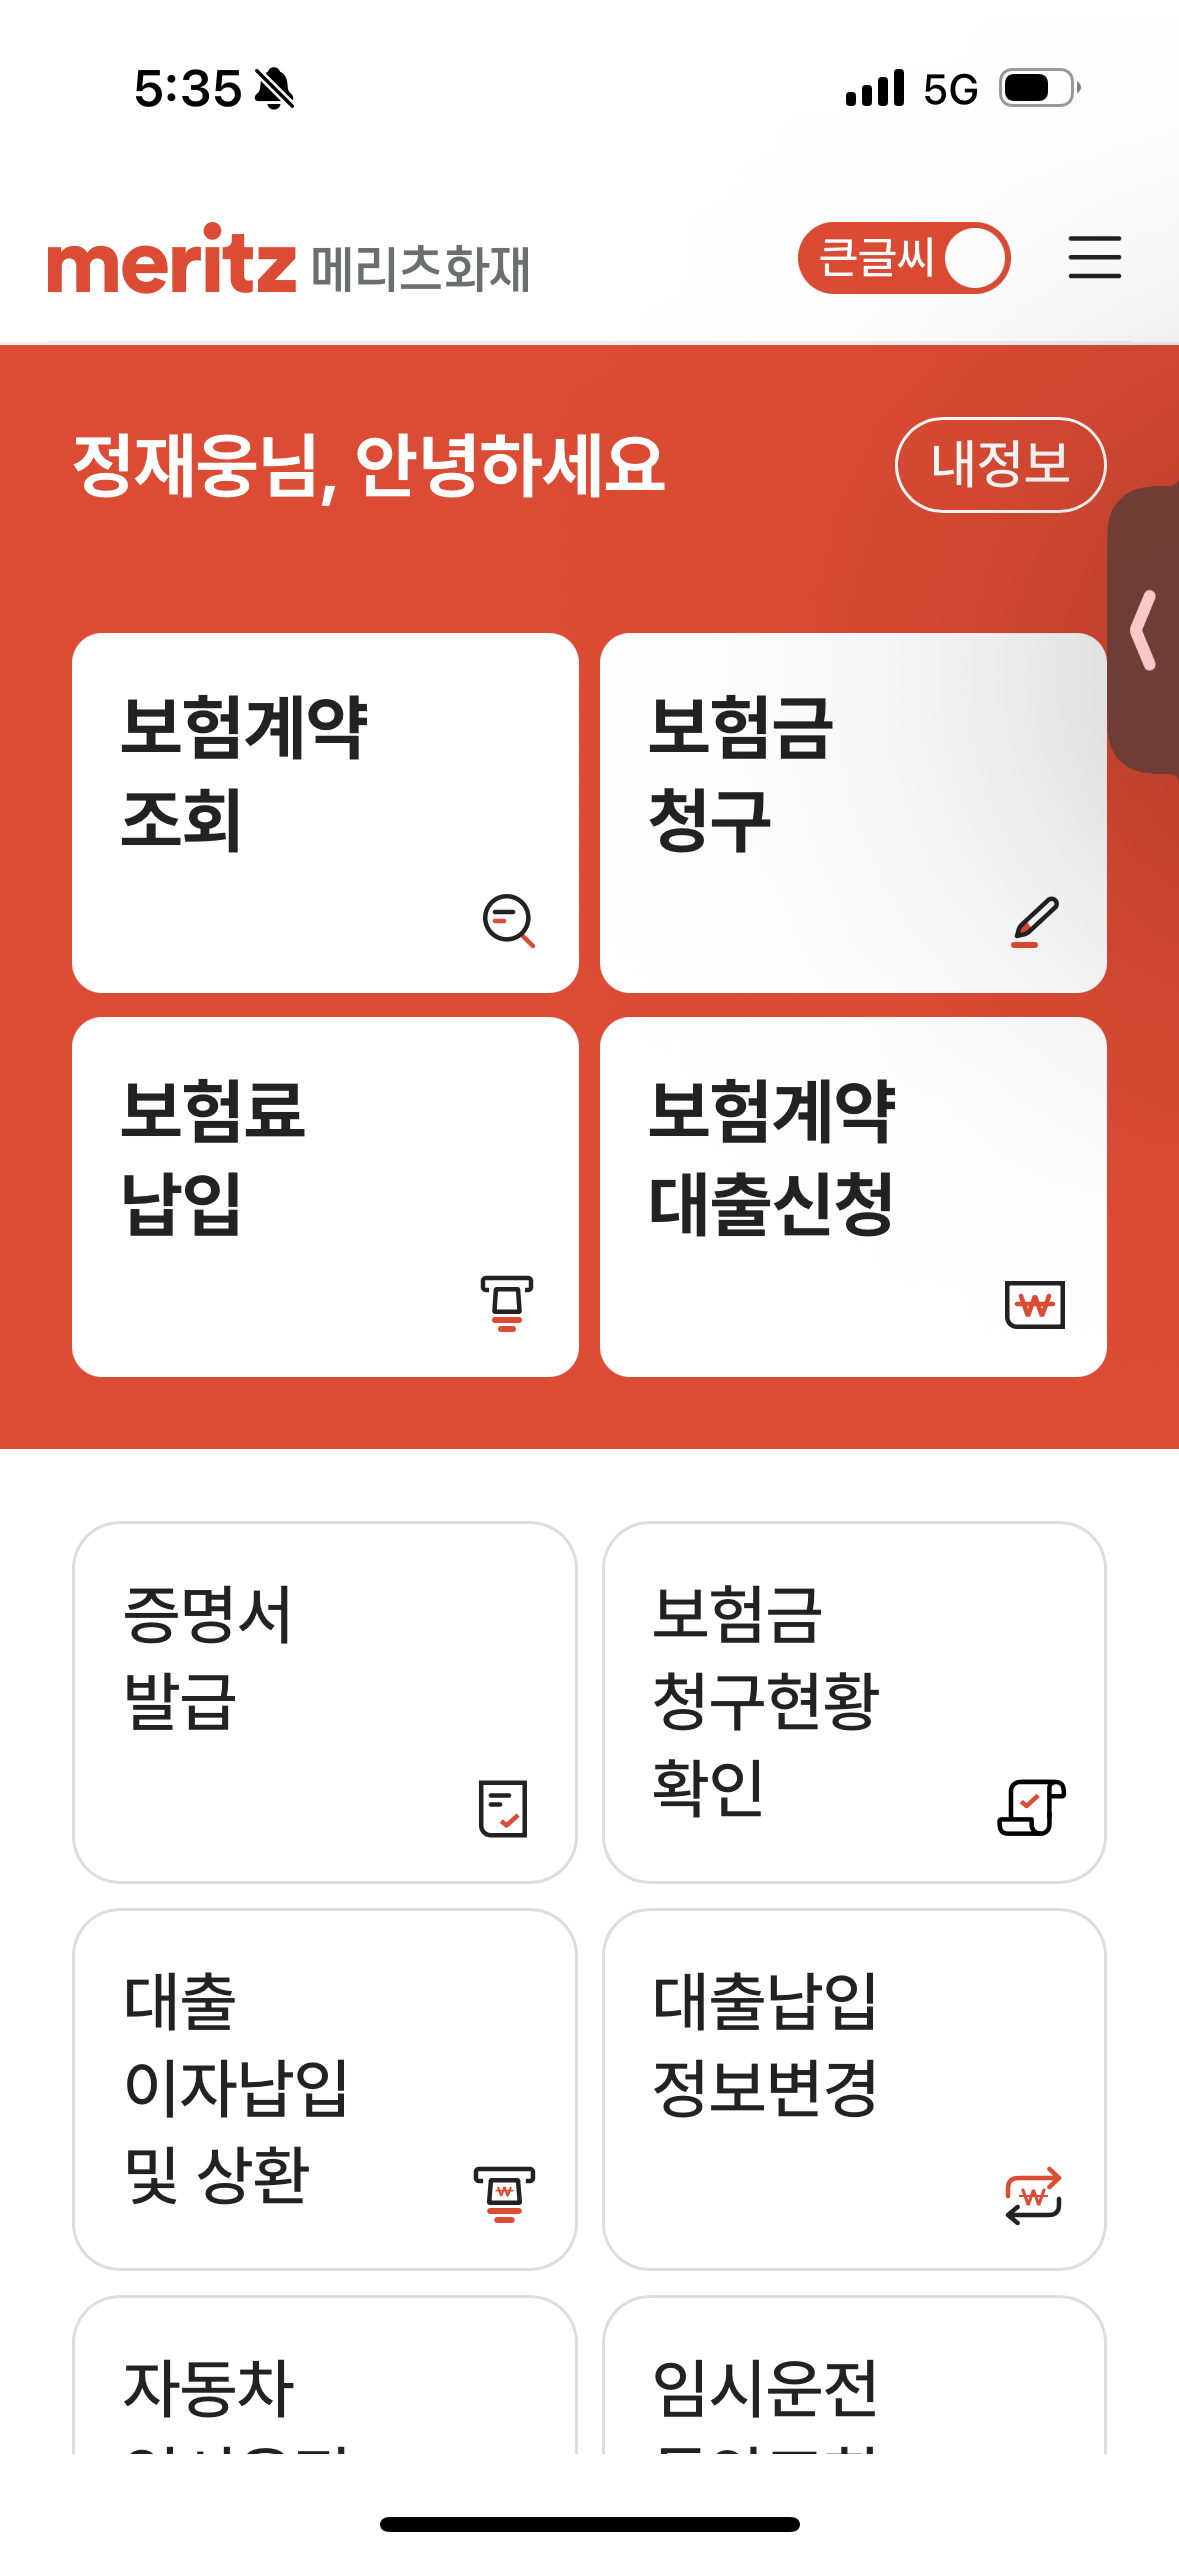 5:35
5G
meritz 메리츠화재
큰글씨
정재웅님, 안녕하세요
내정보
보험계약
조회
보험금
청구
보험료
납입
보험계약
대출신청
증명서
발급
보험금
청구현황
확인
대출
이자납입
및 상환
대출납입
정보변경
자동차
임시운전